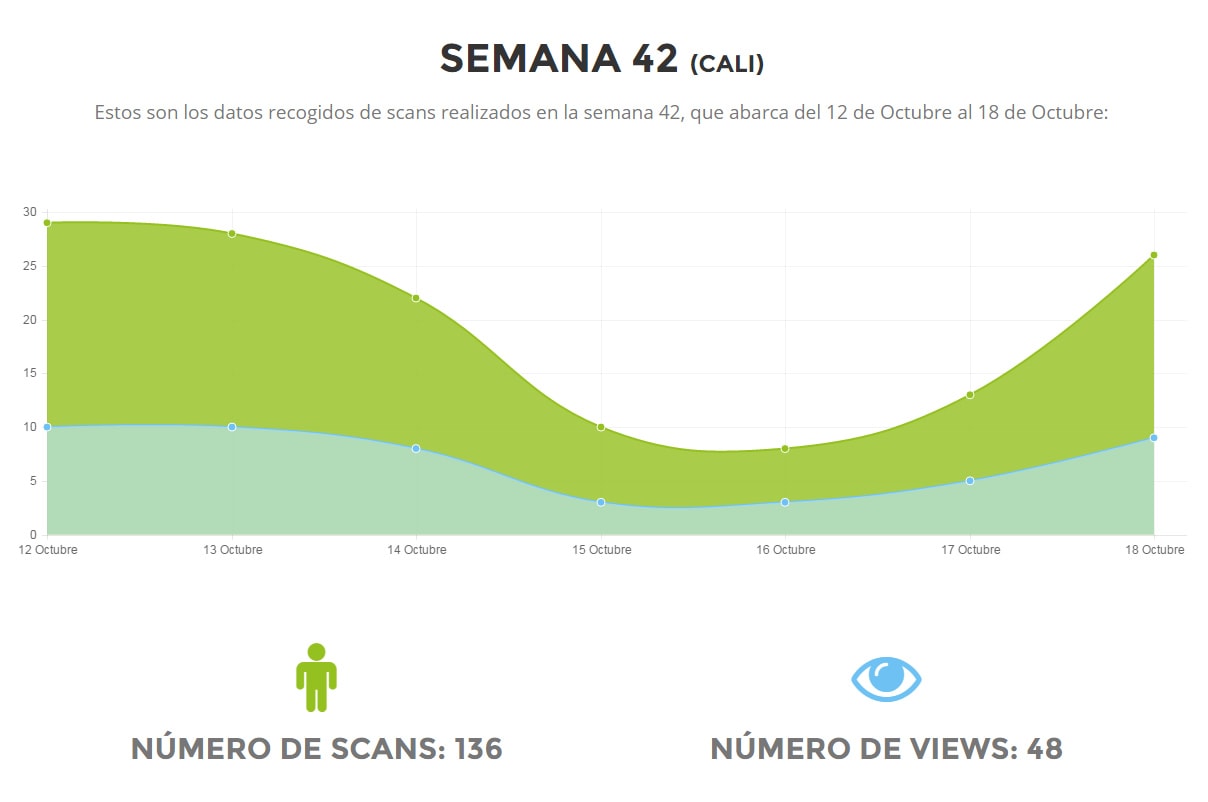 SEMANA 42 (CALI)
Estos son los datos recogidos de scans realizados en la semana 42, que abarca del 12 de Octubre al 18 de Octubre:
30
25
20
15
10
5
0
12 Octubre 13 Octubre 14 Octubre 15 Octubre 16 Octubre 17 Octubre 18 Octubre
NÚMERO DE SCANS: 136 NÚMERO DE VIEWS: 48